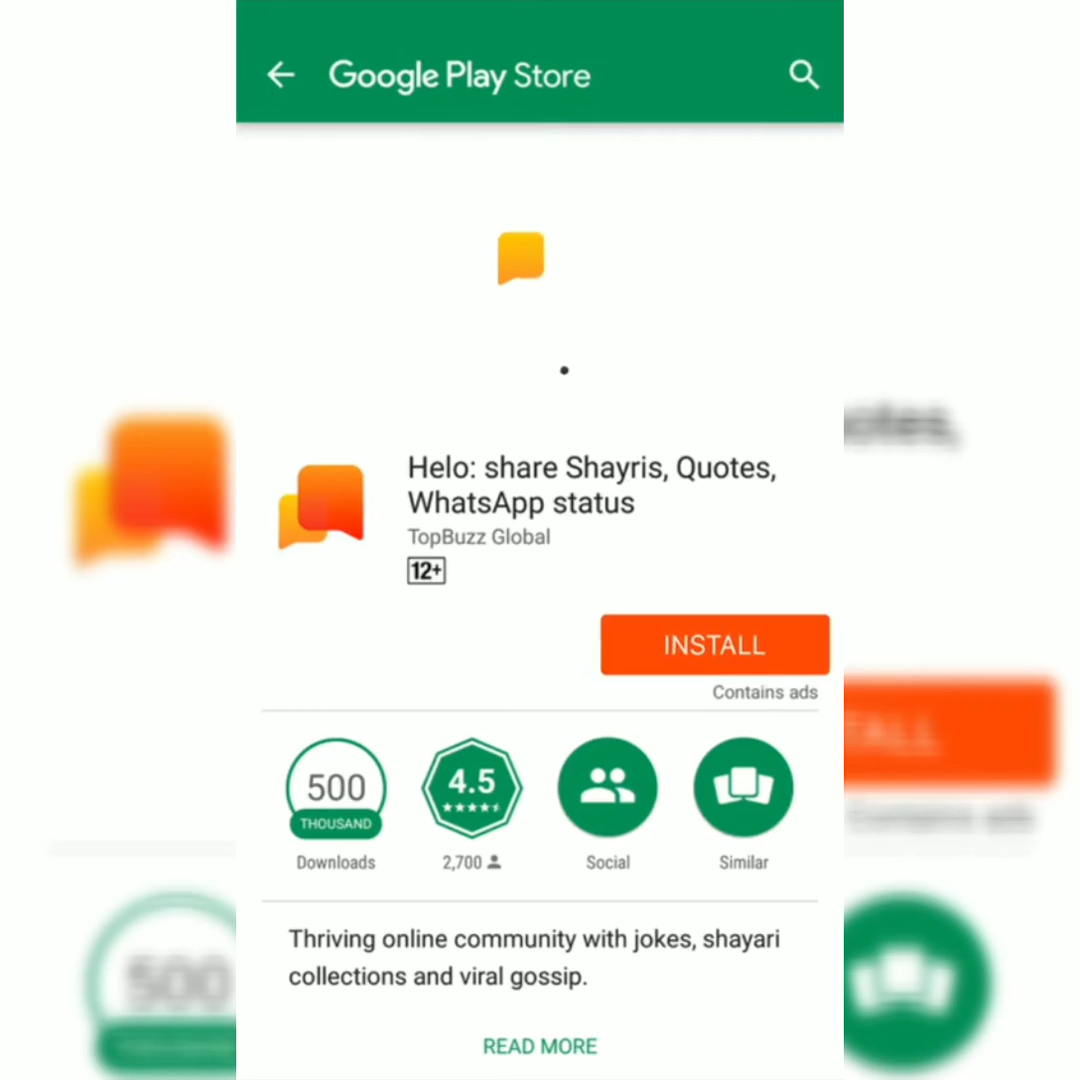 Google Play Store
Helo: share Shayris, Quotes,
WhatsApp status
TopBuzz Global
12+
INSTALL
Contains ads
500
THOUSAND
4.5
Downloads
2,700
Social
Similar
Thriving online community with jokes, shayari
collections and viral gossip.
READ MORE